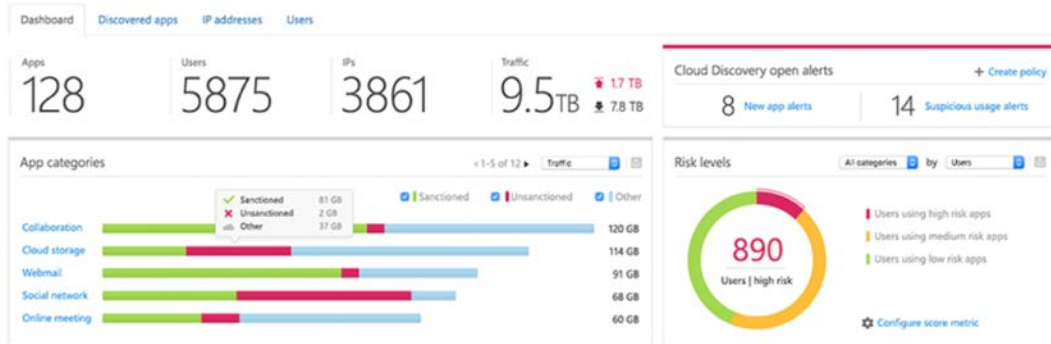 Dashboard Discovered apps IP addresses Users
Apps
128
Users
5875
IPs
3861
Traffic
9.5TB
1.7 TB
7.8 TB
Cloud Discovery open alerts
+ Create policy
8 New app alerts
14 Suspicious usage alerts
App categories
1-5 of 12
Traffic
Sanctioned Unsanctioned Other
Sanctioned 81 GB
Unsanctioned 2 GB
Other 37 GB
Collaboration 120 GB
Cloud storage 114 GB
Webmail 91 GB
Social network 68 GB
Online meeting 60 GB
Risk levels
All categories by Users
890
Users | high risk
Users using high risk apps
Users using medium risk apps
Users using low risk apps
Configure score metric